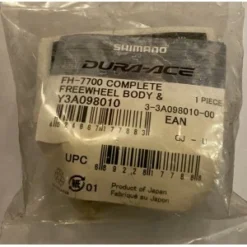 SHIMANO
DURA-ACE
FH-7700 COMPLETE
FREEWHEEL BODY &
1 PIECE
Y3A098010
3-3A098010-00
EAN
UPC
01
Product of Japan
Fabriqué au Japon